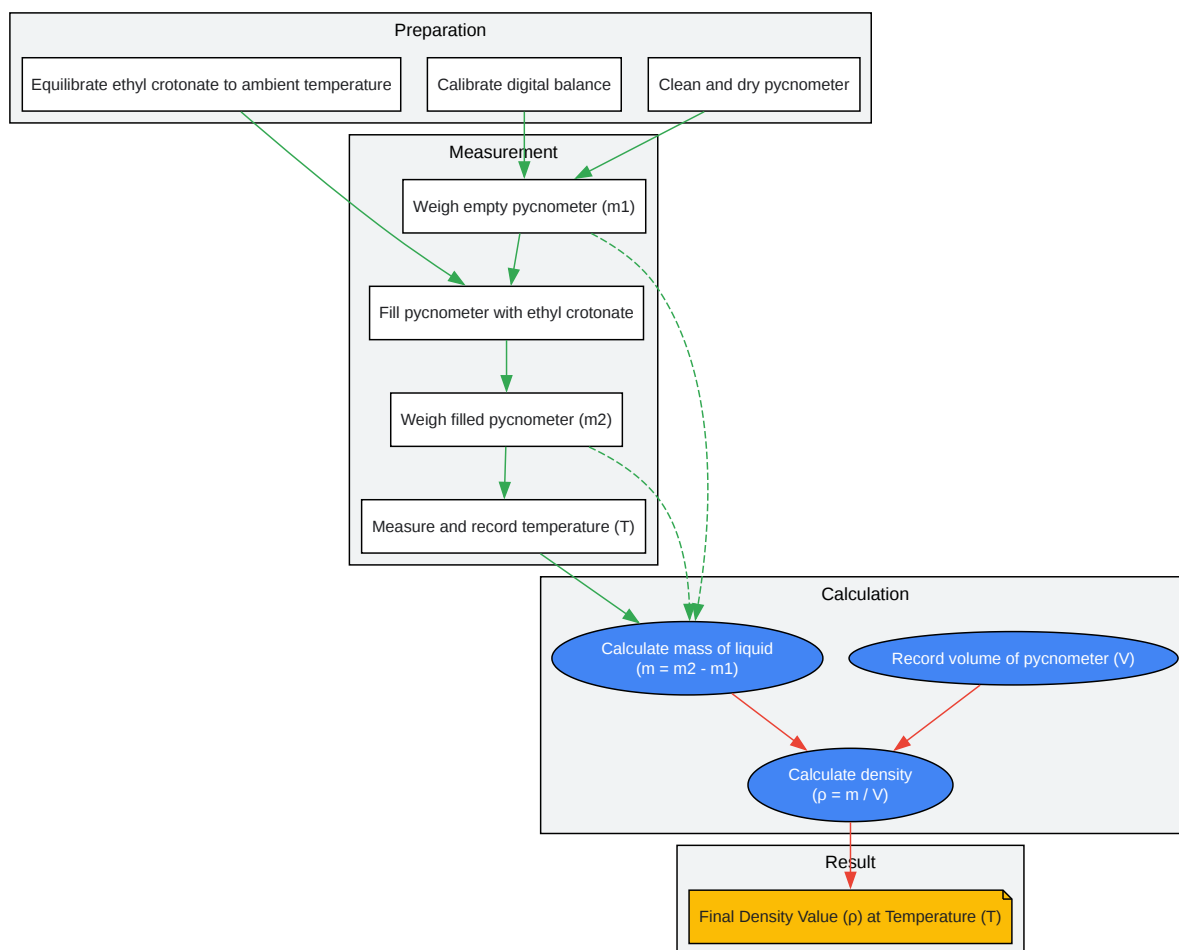 Preparation
Equilibrate ethyl crotonate to ambient temperature
Calibrate digital balance
Clean and dry pycnometer
Measurement
Weigh empty pycnometer (m1)
Fill pycnometer with ethyl crotonate
Weigh filled pycnometer (m2)
Measure and record temperature (T)
Calculation
Calculate mass of liquid
(m = m2 - m1)
Record volume of pycnometer (V)
Calculate density
(ρ = m / V)
Result
Final Density Value (ρ) at Temperature (T)